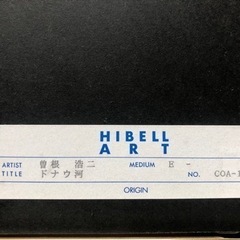 HIBELL
ART
ARTIST 曽根 浩二 MEDIUM E -
TITLE ドナウ河 NO. COA-
ORIGIN